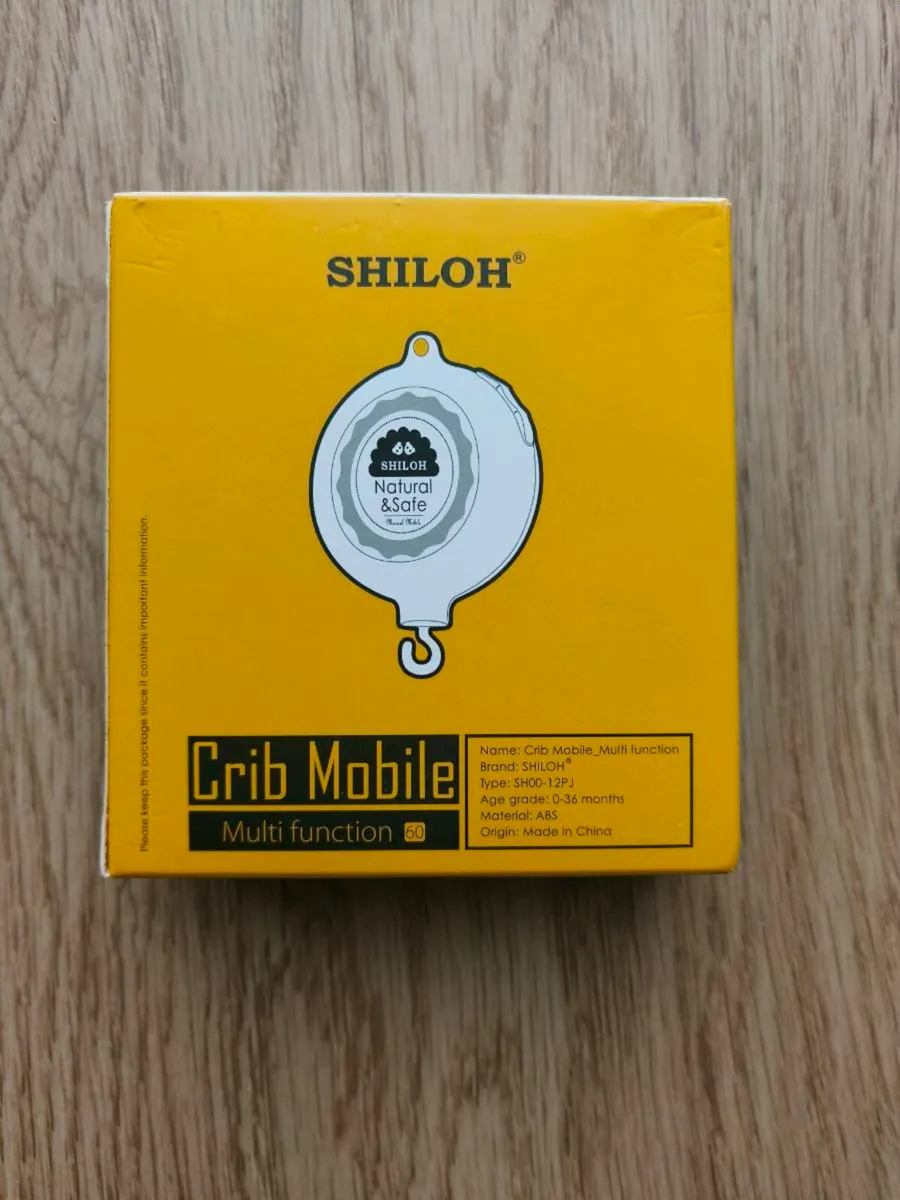 SHILOH®
SHILOH
Natural
&Safe
Crib Mobile
Multi function 60
Name: Crib Mobile_Multi function
Brand: SHILOH®
Type: SH00-12PJ
Age grade: 0-36 months
Material: ABS
Origin: Made in China
Please keep this package since it contains important information.